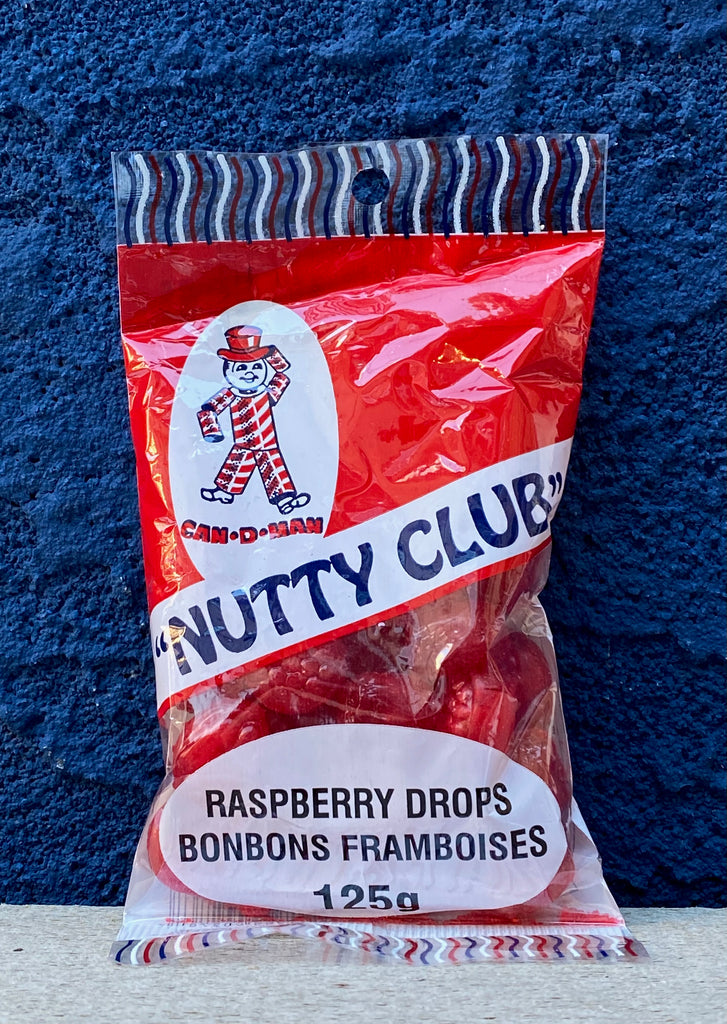 CAN•D•MAN
"NUTTY CLUB"
RASPBERRY DROPS
BONBONS FRAMBOISES
125g